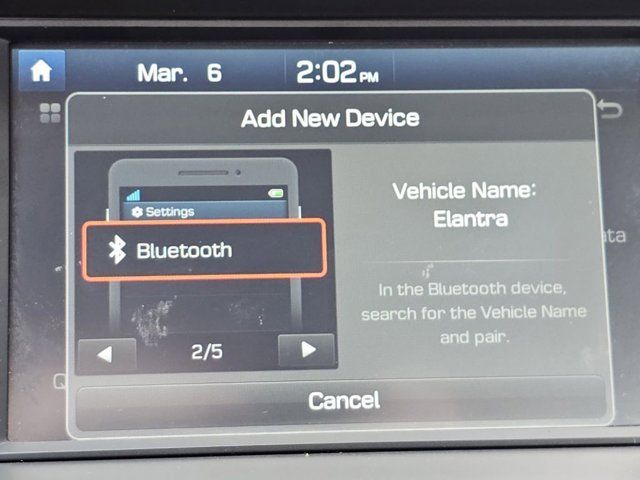 Mar. 6 2:02 PM
Add New Device
Settings
Bluetooth
2/5
Vehicle Name:
Elantra
In the Bluetooth device,
search for the Vehicle Name
and pair.
ata
Q
Cancel